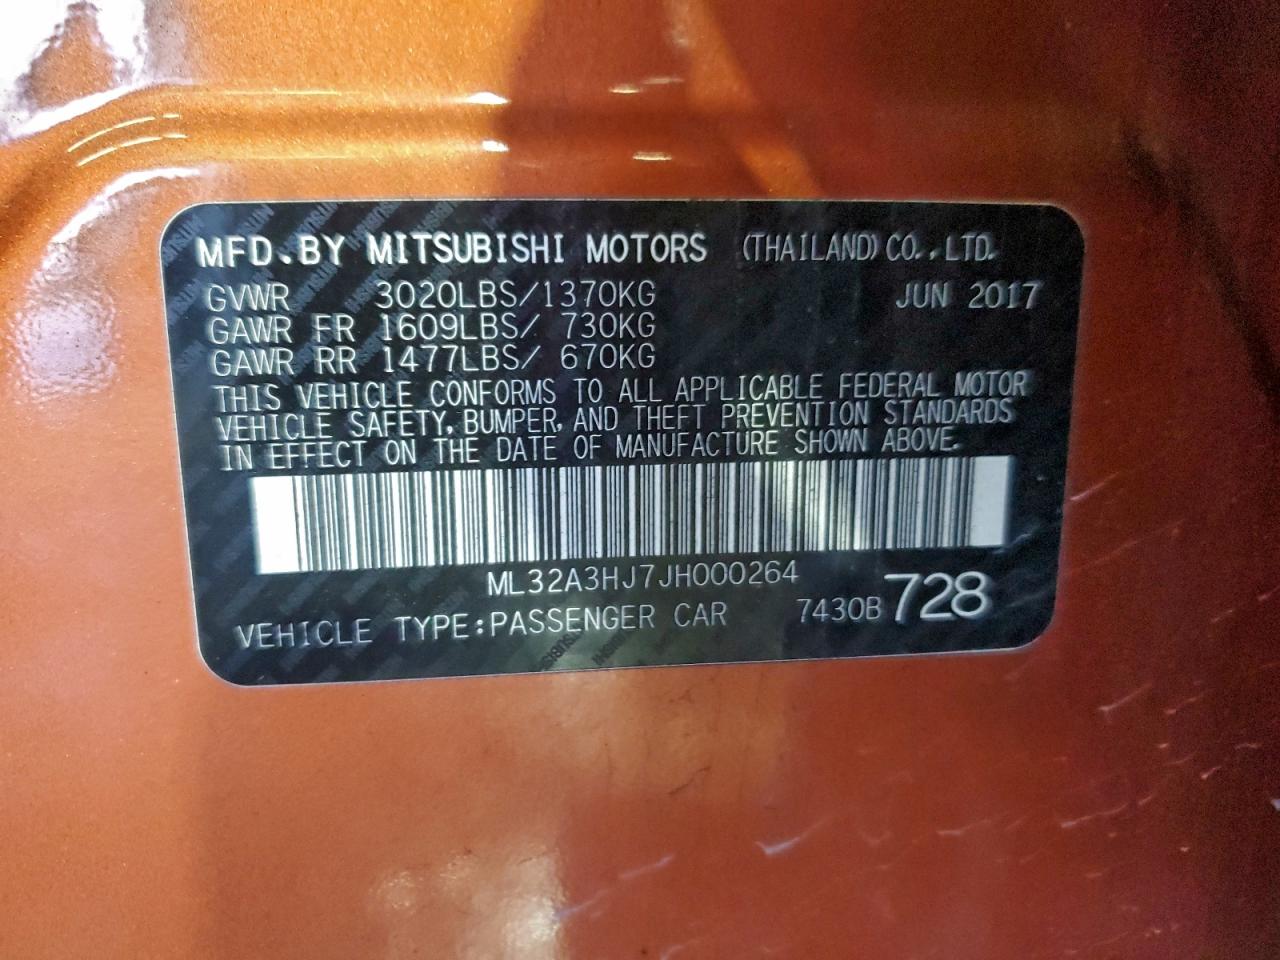 MFD.BY MITSUBISHI MOTORS (THAILAND) CO.,LTD.
GVWR 3020LBS/1370KG JUN 2017
GAWR FR 1609LBS/ 730KG
GAWR RR 1477LBS/ 670KG
THIS VEHICLE CONFORMS TO ALL APPLICABLE FEDERAL MOTOR
VEHICLE SAFETY, BUMPER, AND THEFT PREVENTION STANDARDS
IN EFFECT ON THE DATE OF MANUFACTURE SHOWN ABOVE.
ML32A3HJ7JH000264
VEHICLE TYPE:PASSENGER CAR 7430B 728